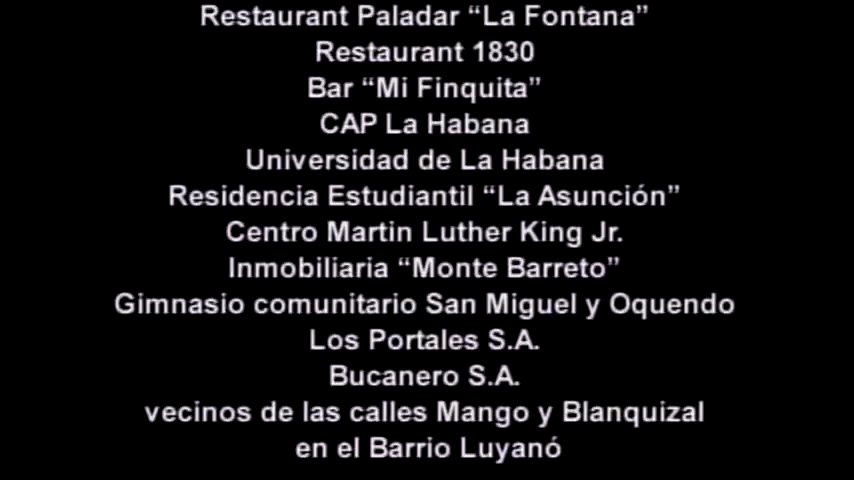 Restaurant Paladar “La Fontana”
Restaurant 1830
Bar “Mi Finquita”
CAP La Habana
Universidad de La Habana
Residencia Estudiantil “La Asunción”
Centro Martin Luther King Jr.
Inmobiliaria “Monte Barreto”
Gimnasio comunitario San Miguel y Oquendo
Los Portales S.A.
Bucanero S.A.
vecinos de las calles Mango y Blanquizal
en el Barrio Luyanó